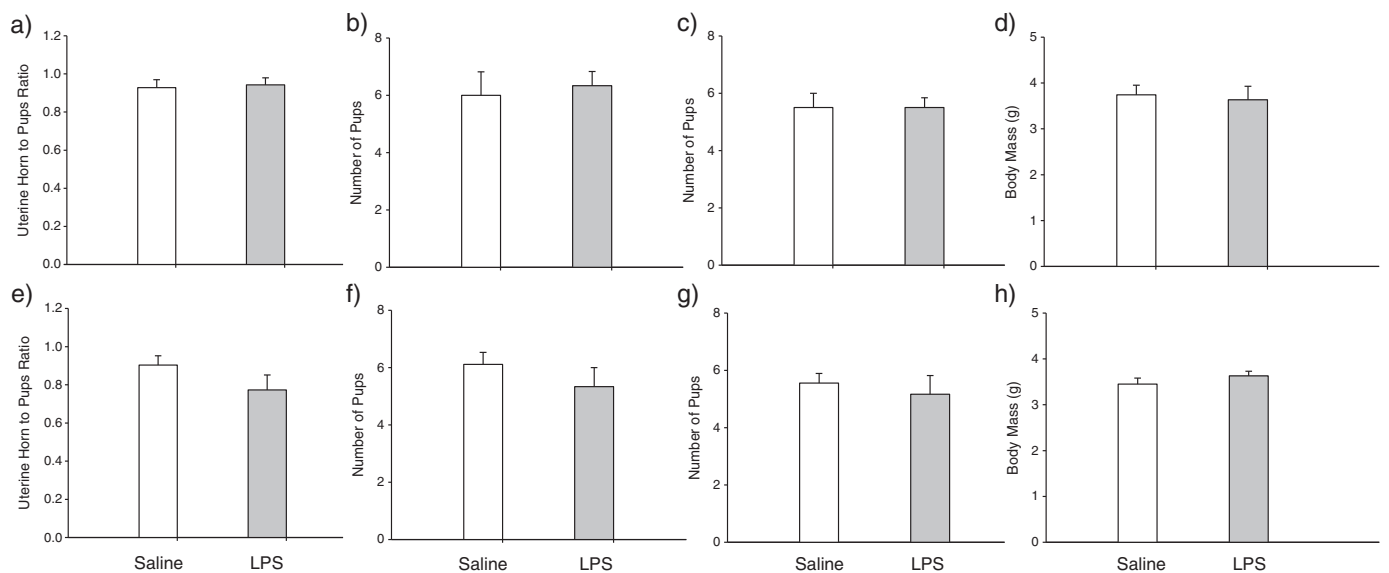 a)
Uterine Horn to Pups Ratio
1.2
1.0
0.8
0.6
0.4
0.2
0.0
b)
Number of Pups
8
6
4
2
0
c)
Number of Pups
8
6
4
2
0
d)
Body Mass (g)
5
4
3
2
1
0
e)
Uterine Horn to Pups Ratio
1.2
1.0
0.8
0.6
0.4
0.2
0.0
Saline LPS
f)
Number of Pups
8
6
4
2
0
Saline LPS
g)
Number of Pups
8
6
4
2
0
Saline LPS
h)
Body Mass (g)
5
4
3
2
1
0
Saline LPS